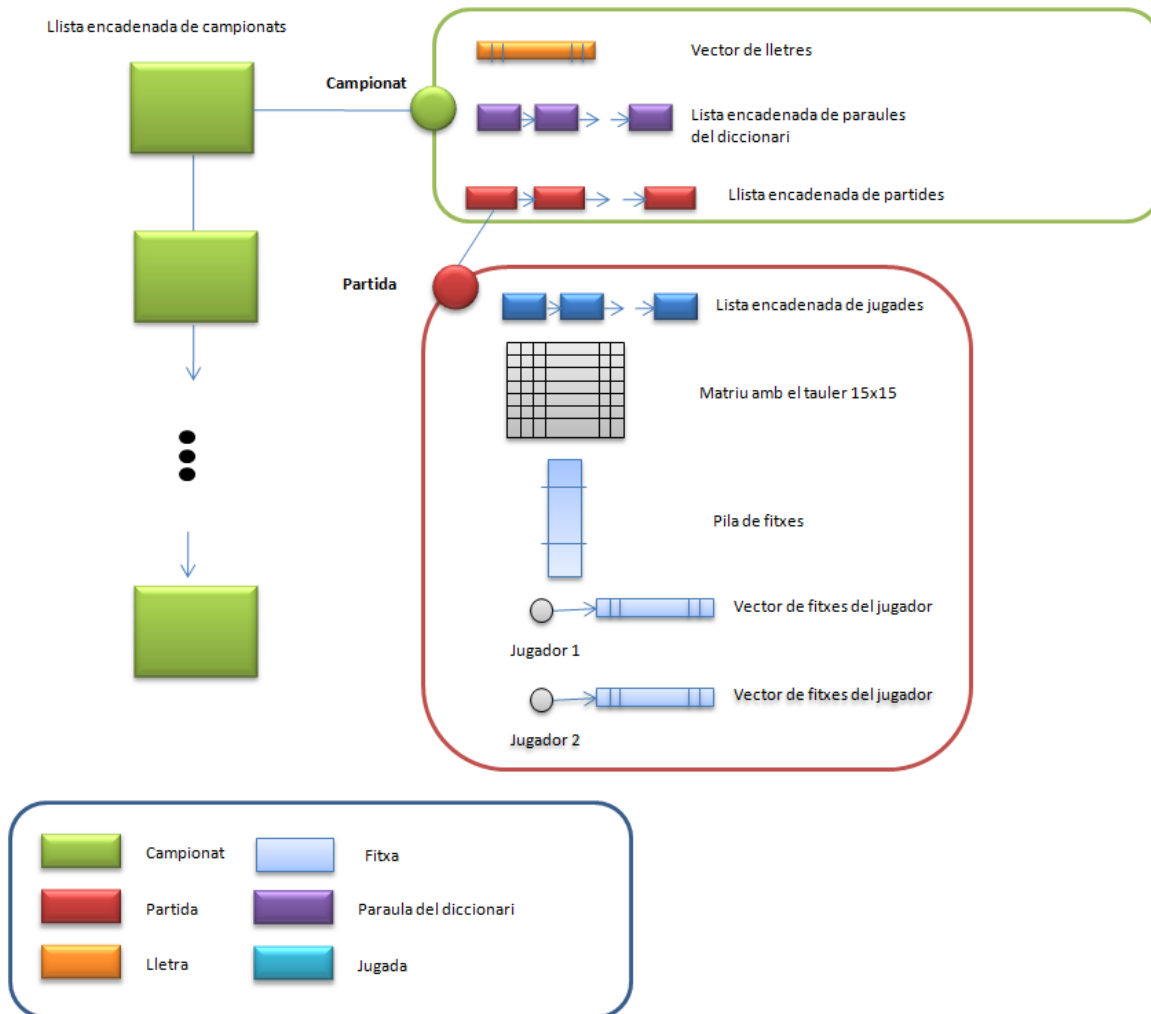 Llista encadenada de campionats
Campionat
Vector de lletres
Lista encadenada de paraules
del diccionari
Llista encadenada de partides
Partida
Lista encadenada de jugades
Matriu amb el tauler 15x15
Pila de fitxes
Vector de fitxes del jugador
Jugador 1
Vector de fitxes del jugador
Jugador 2
Campionat
Fitxa
Partida
Paraula del diccionari
Lletra
Jugada